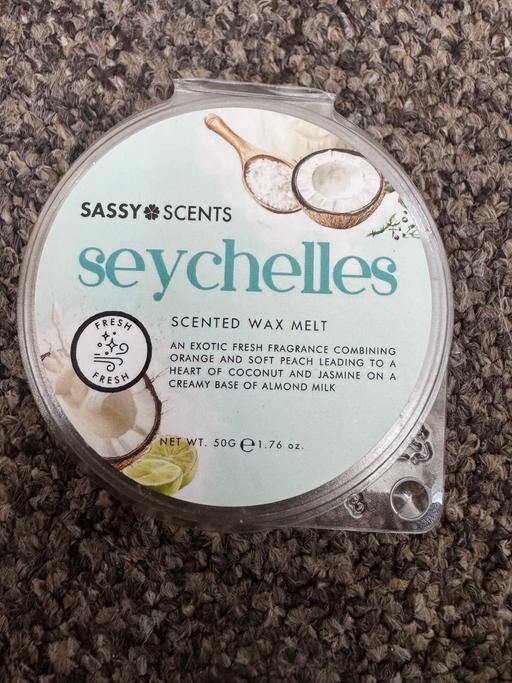 SASSY SCENTS
seychelles
SCENTED WAX MELT
FRESH
FRESH
AN EXOTIC FRESH FRAGRANCE COMBINING
ORANGE AND SOFT PEACH LEADING TO A
HEART OF COCONUT AND JASMINE ON A
CREAMY BASE OF ALMOND MILK
NET WT. 50G ℮ 1.76 oz.